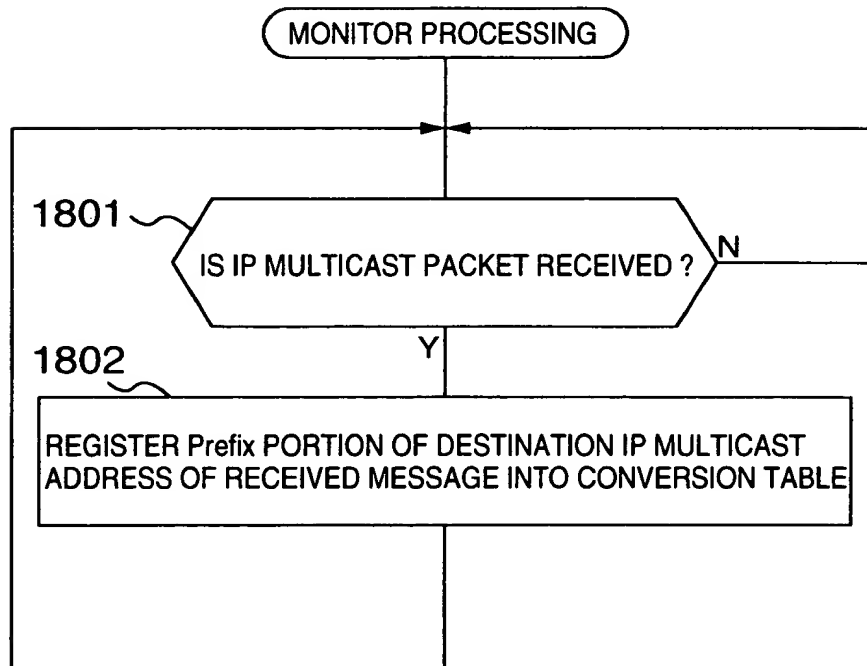 MONITOR PROCESSING
1801
IS IP MULTICAST PACKET RECEIVED ?
N
Y
1802
REGISTER Prefix PORTION OF DESTINATION IP MULTICAST
ADDRESS OF RECEIVED MESSAGE INTO CONVERSION TABLE